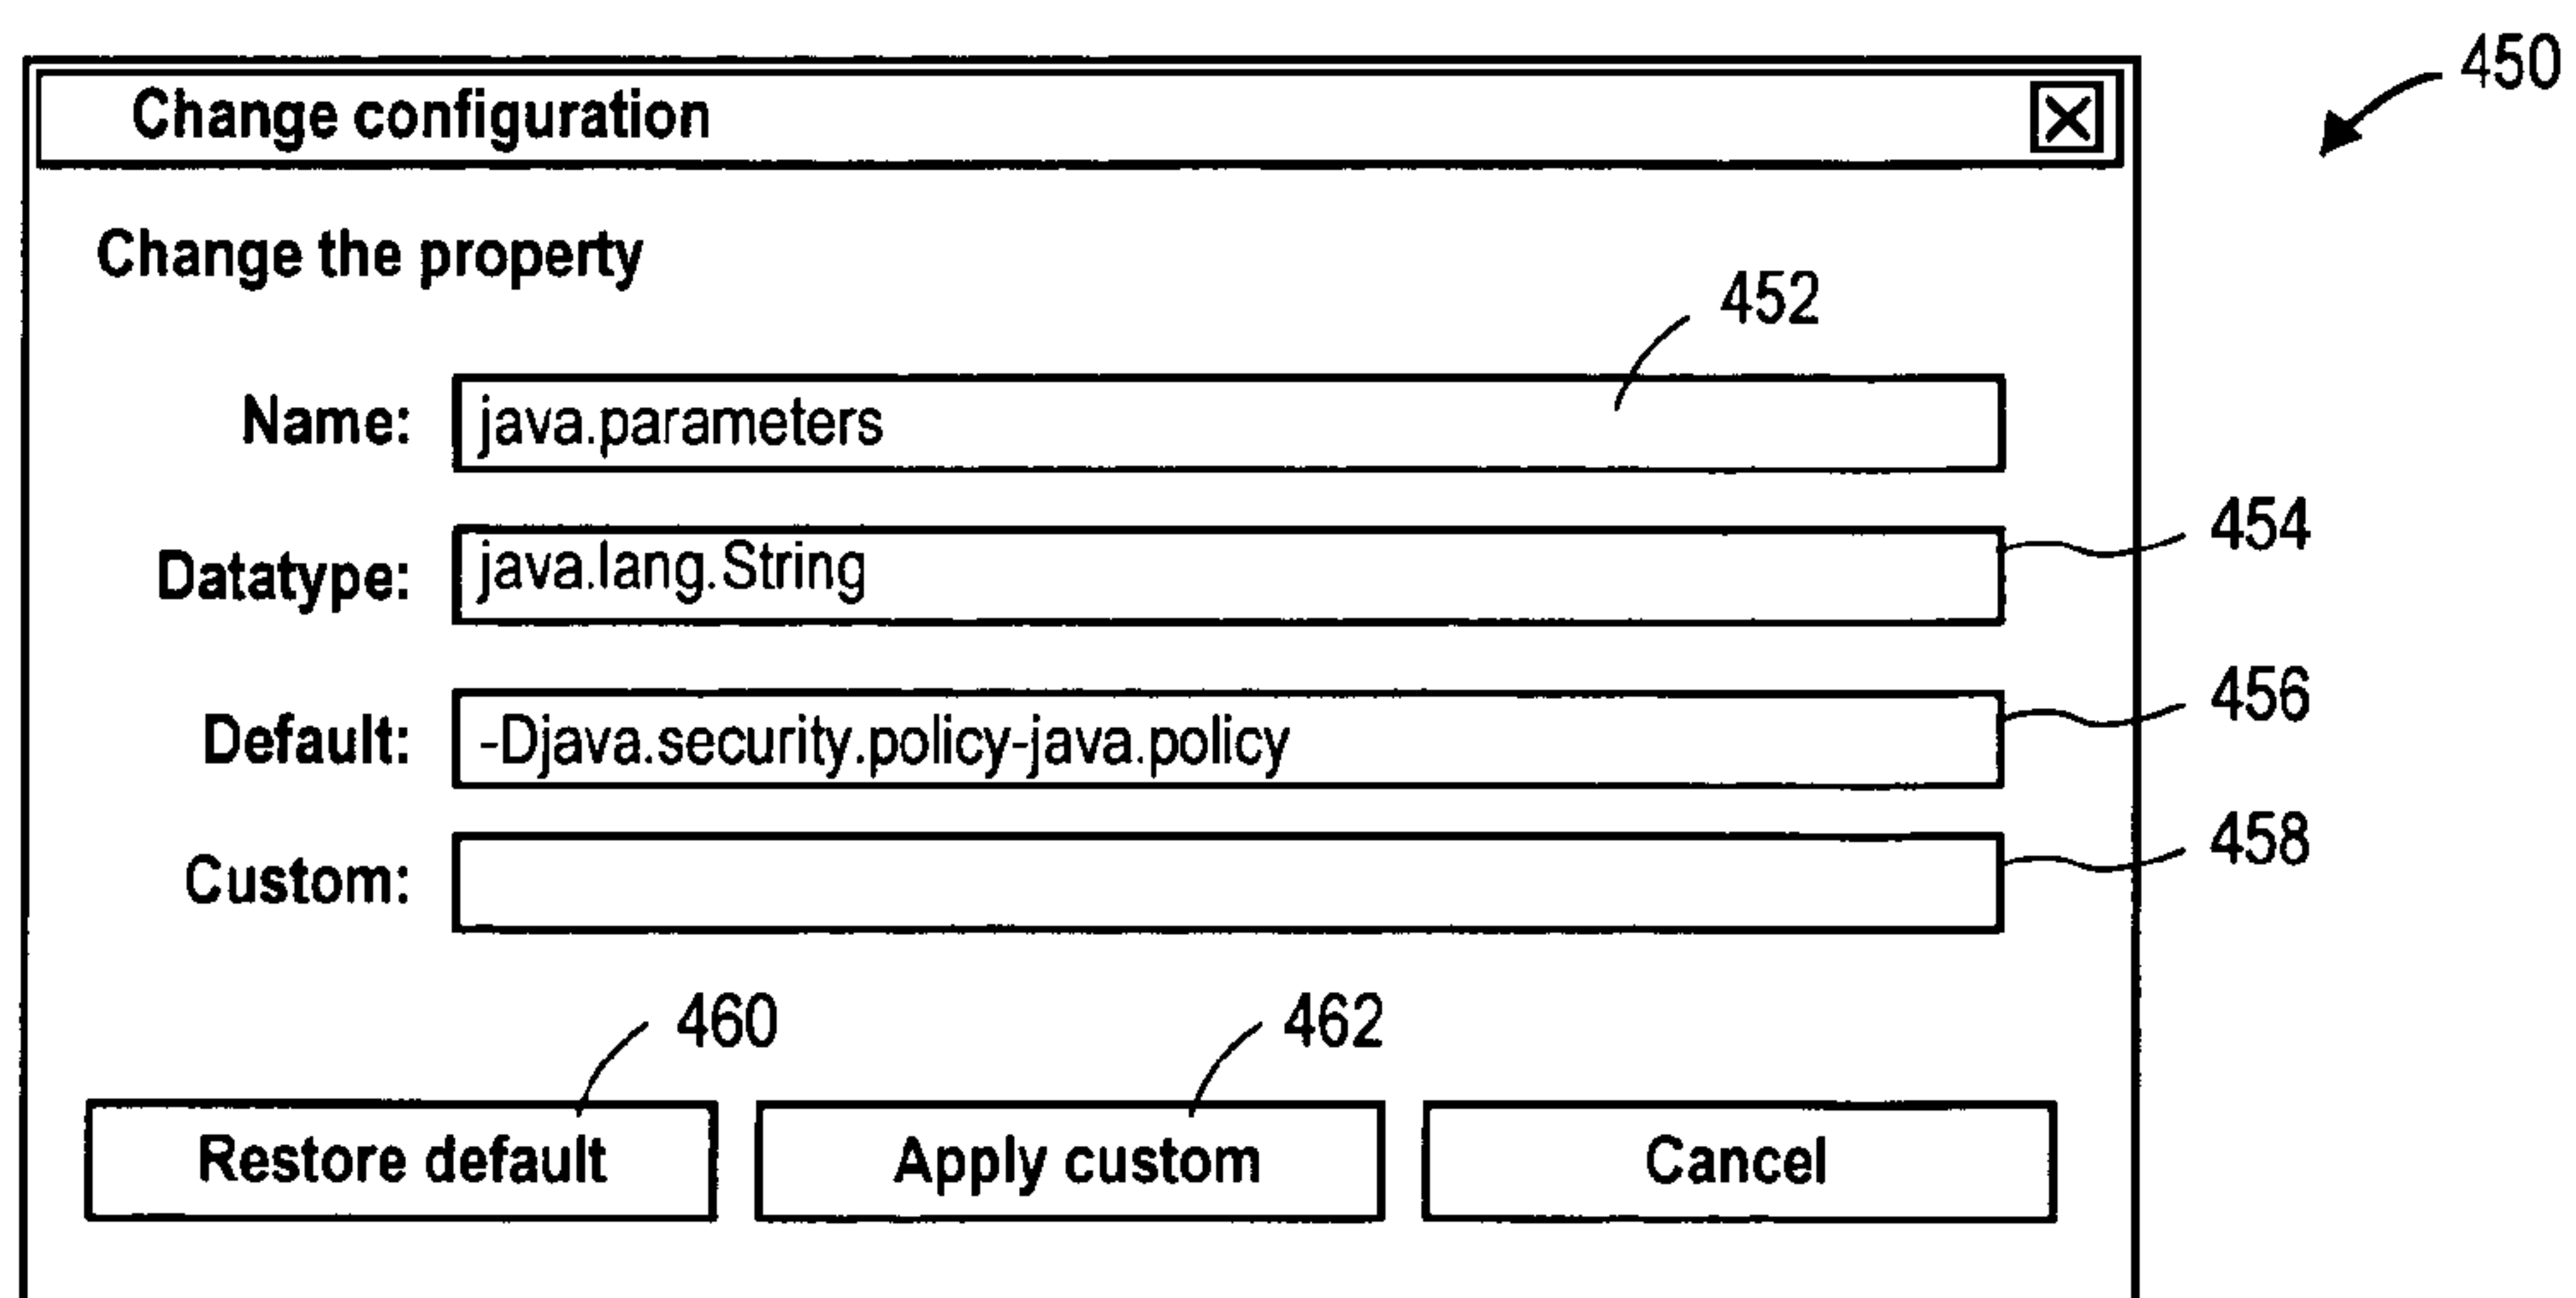 450
Change configuration
Change the property
452
Name: java.parameters
Datatype: java.lang.String 454
Default: -Djava.security.policy-java.policy 456
Custom: 458
460 462
Restore default Apply custom Cancel